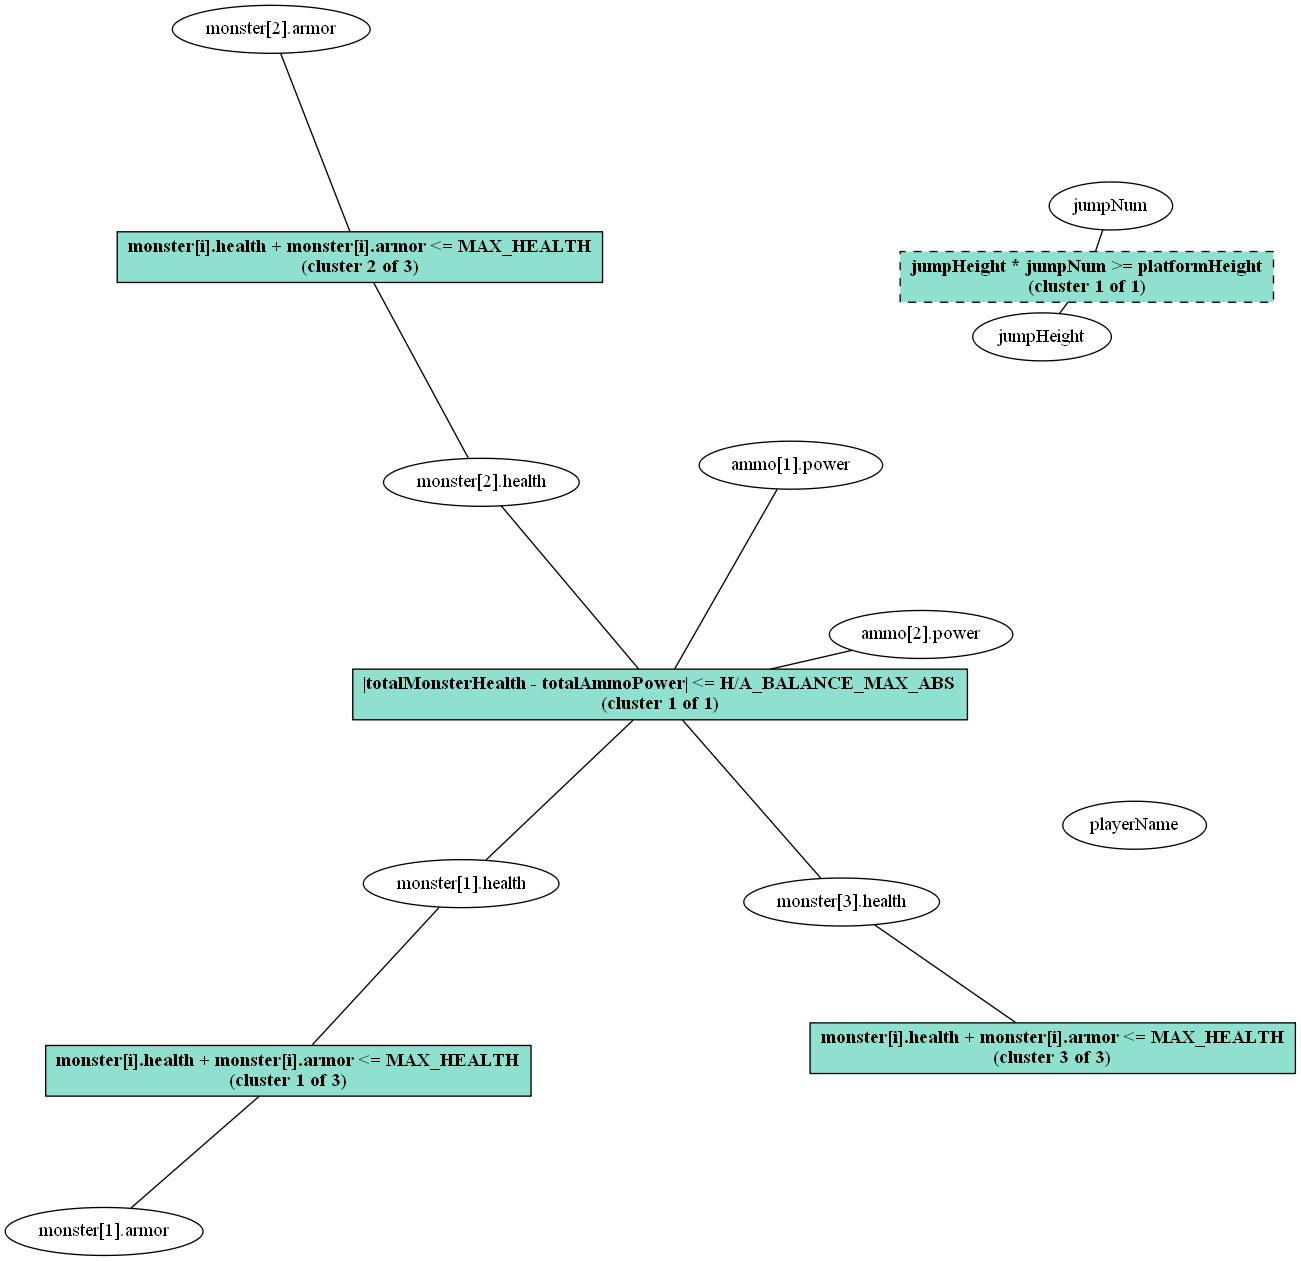 monster[2].armor
jumpNum
monster[i].health + monster[i].armor <= MAX_HEALTH
(cluster 2 of 3)
jumpHeight * jumpNum >= platformHeight
(cluster 1 of 1)
jumpHeight
ammo[1].power
monster[2].health
ammo[2].power
|totalMonsterHealth - totalAmmoPower| <= H/A_BALANCE_MAX_ABS
(cluster 1 of 1)
playerName
monster[1].health
monster[3].health
monster[i].health + monster[i].armor <= MAX_HEALTH
(cluster 3 of 3)
monster[i].health + monster[i].armor <= MAX_HEALTH
(cluster 1 of 3)
monster[1].armor